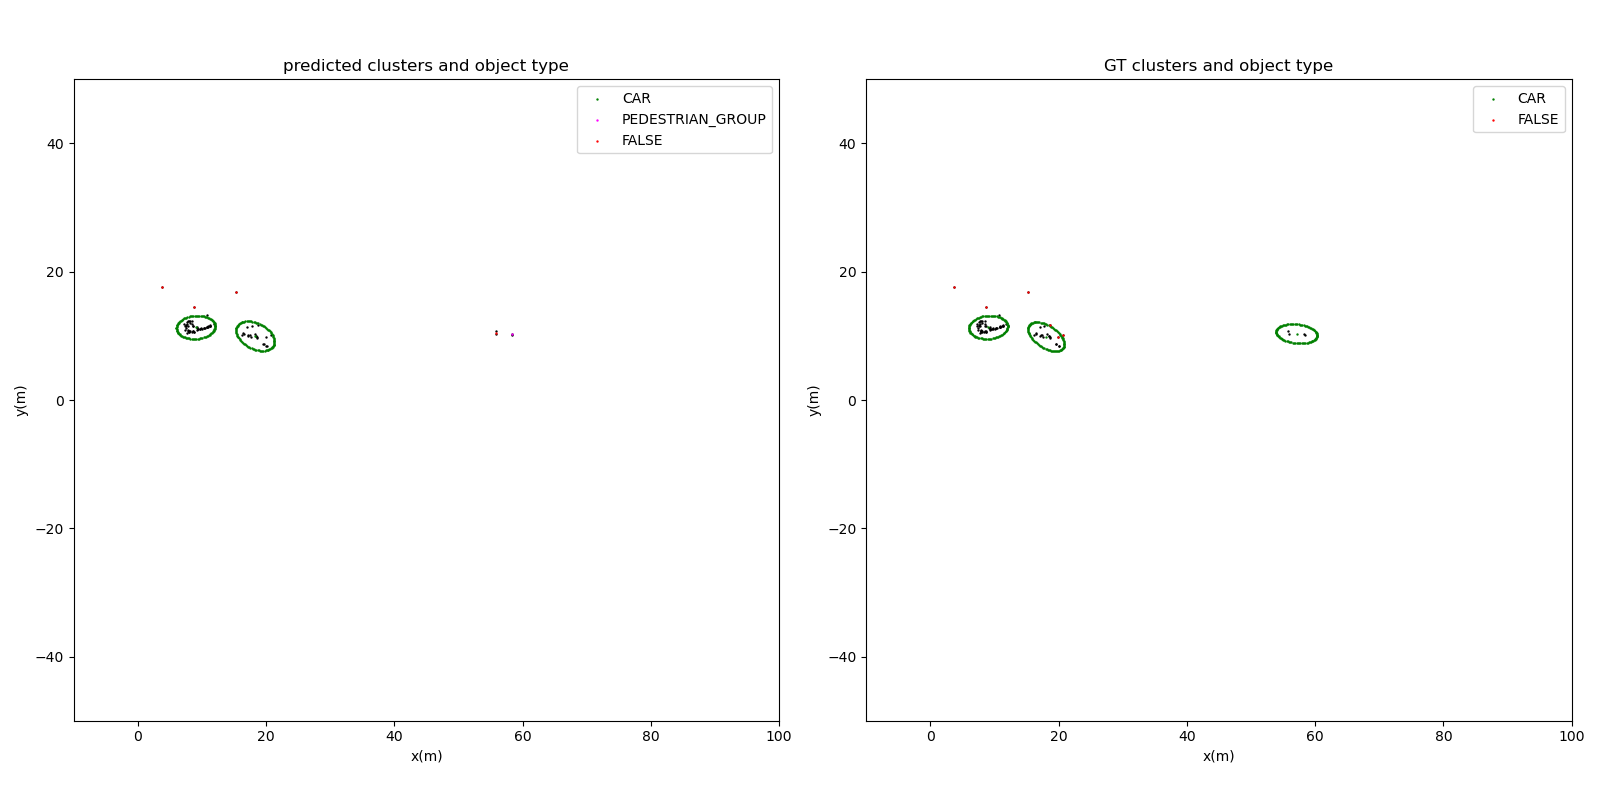 predicted clusters and object type
CAR
PEDESTRIAN_GROUP
FALSE
40
20
0
−20
−40
y(m)
0 20 40 60 80 100
x(m)
GT clusters and object type
CAR
FALSE
40
20
0
−20
−40
y(m)
0 20 40 60 80 100
x(m)